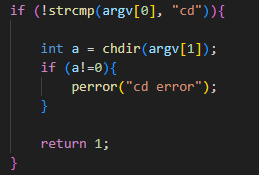 if (!strcmp(argv[0], "cd")){
int a = chdir(argv[1]);
if (a!=0){
perror("cd error");
}
return 1;
}